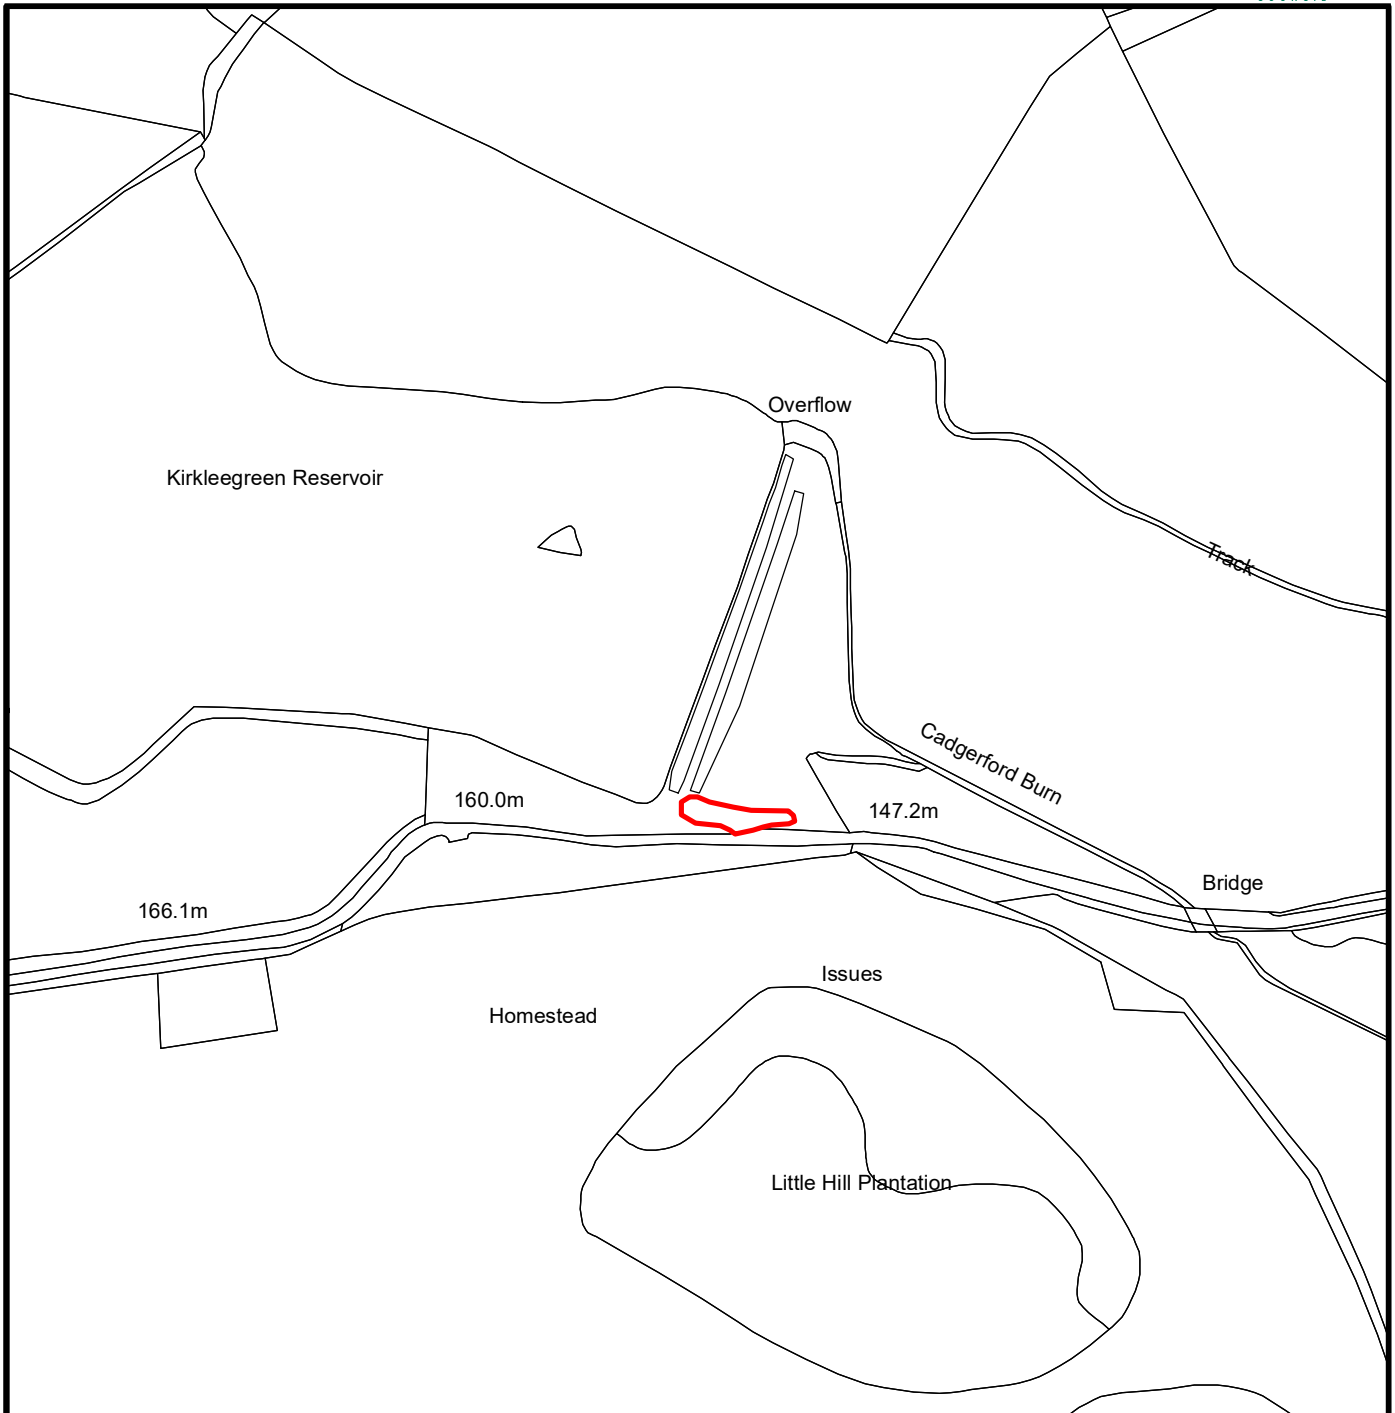 Overflow
Kirkleegreen Reservoir
Track
Cadgerford Burn
160.0m
147.2m
Bridge
166.1m
Issues
Homestead
Little Hill Plantation